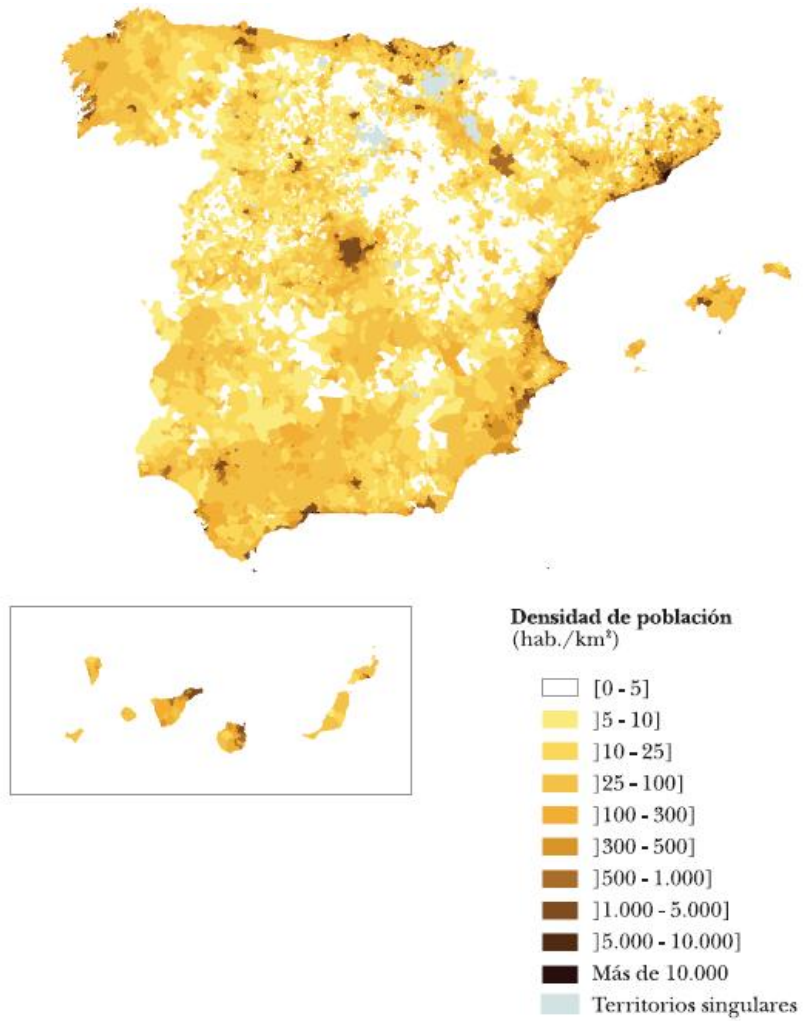 Densidad de población
(hab./km²)
[0 - 5]
]5 - 10]
]10 - 25]
]25 - 100]
]100 - 300]
]300 - 500]
]500 - 1.000]
]1.000 - 5.000]
]5.000 - 10.000]
Más de 10.000
Territorios singulares